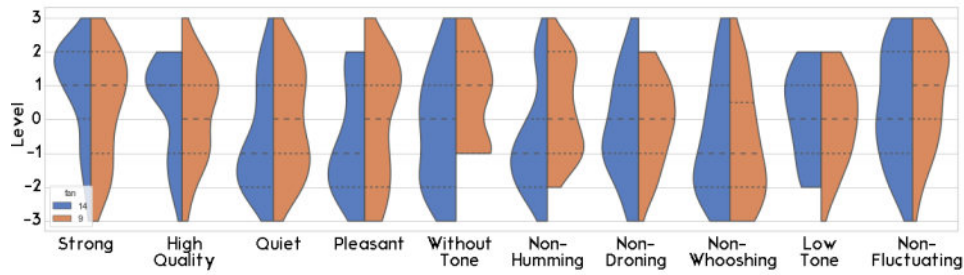 3
2
1
0
-1
-2
-3
Level
fan
14
9
Strong
High
Quality
Quiet
Pleasant
Without
Tone
Non-
Humming
Non-
Droning
Non-
Whooshing
Low
Tone
Non-
Fluctuating